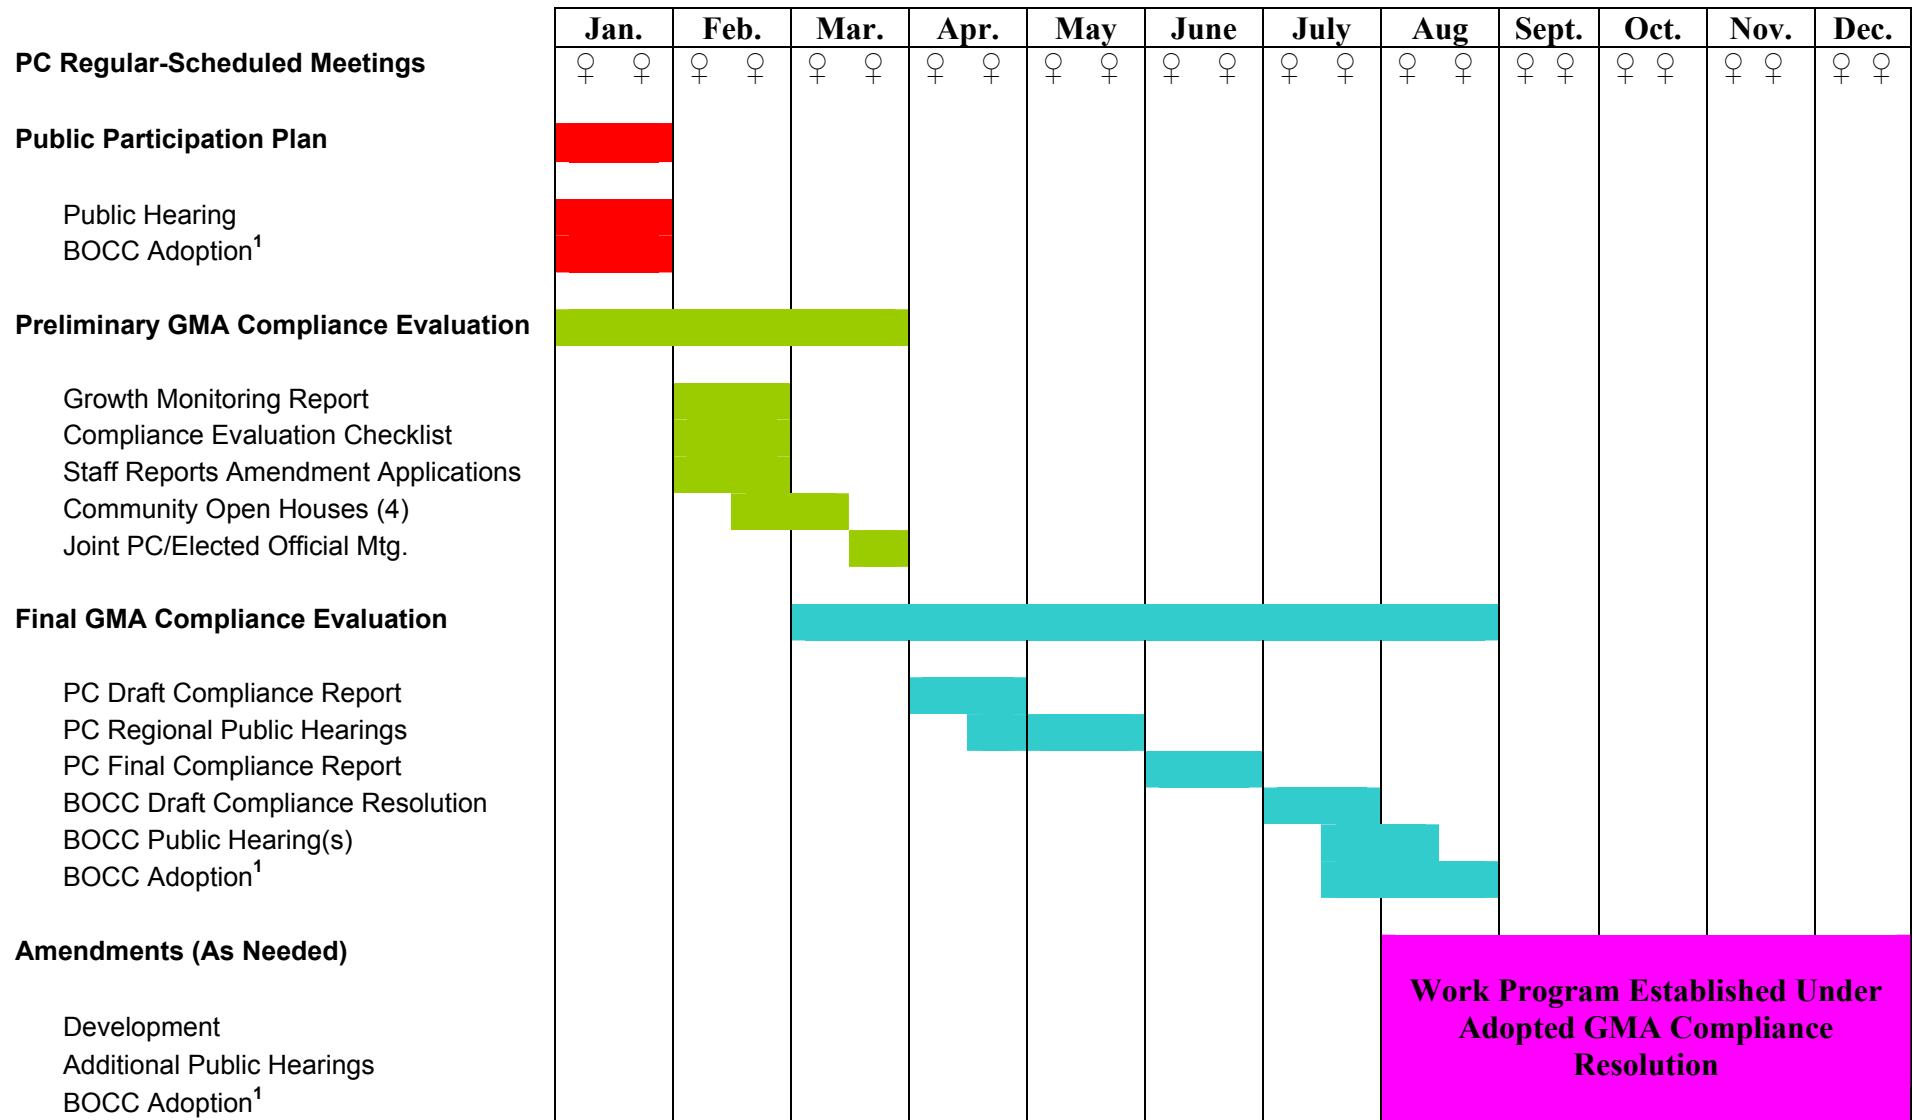 Jan. Feb. Mar. Apr. May June July Aug Sept. Oct. Nov. Dec.
PC Regular-Scheduled Meetings ♀ ♀ ♀ ♀ ♀ ♀ ♀ ♀ ♀ ♀ ♀ ♀ ♀ ♀ ♀ ♀ ♀ ♀ ♀ ♀ ♀ ♀ ♀ ♀
Public Participation Plan
Public Hearing
BOCC Adoption¹
Preliminary GMA Compliance Evaluation
Growth Monitoring Report
Compliance Evaluation Checklist
Staff Reports Amendment Applications
Community Open Houses (4)
Joint PC/Elected Official Mtg.
Final GMA Compliance Evaluation
PC Draft Compliance Report
PC Regional Public Hearings
PC Final Compliance Report
BOCC Draft Compliance Resolution
BOCC Public Hearing(s)
BOCC Adoption¹
Amendments (As Needed)
Work Program Established Under
Adopted GMA Compliance
Resolution
Development
Additional Public Hearings
BOCC Adoption¹